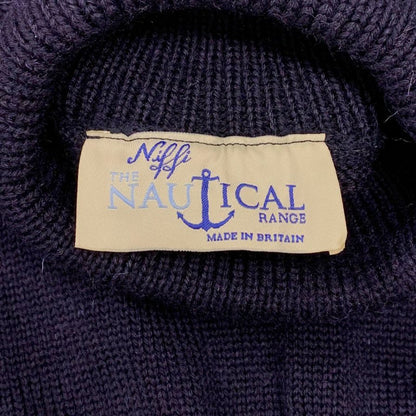 Niffi
THE
NAUTICAL
RANGE
MADE IN BRITAIN